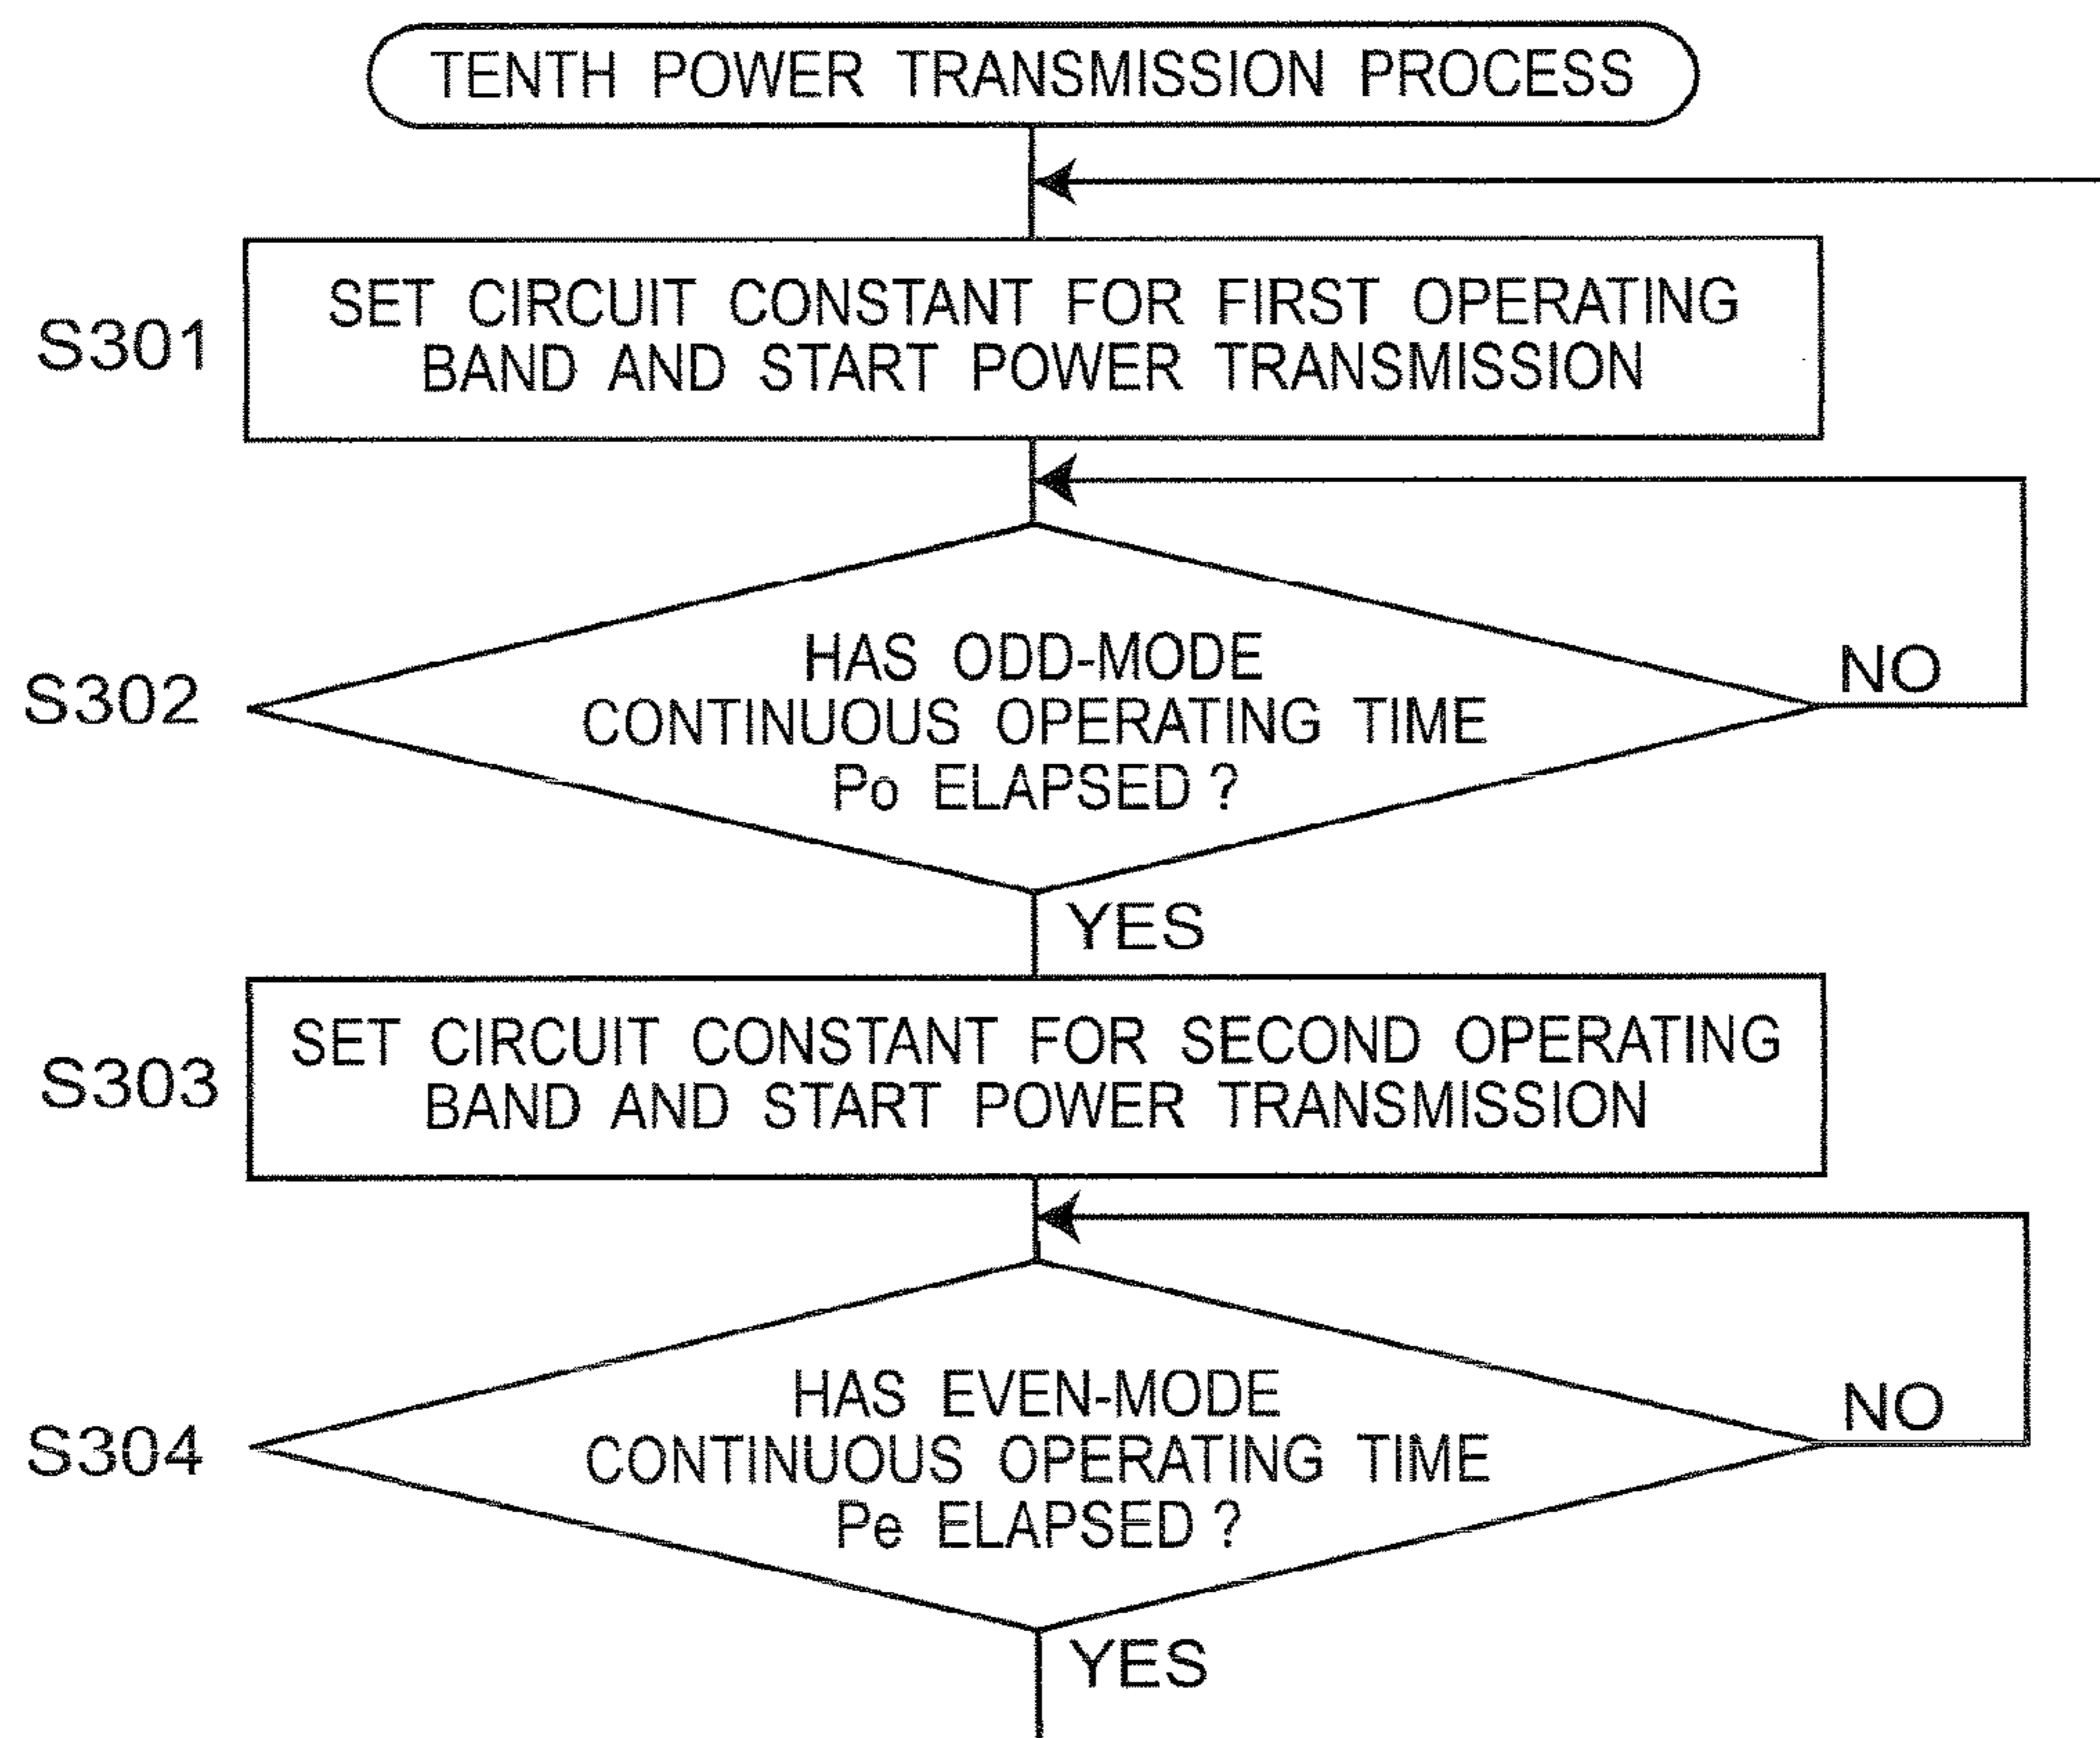 TENTH POWER TRANSMISSION PROCESS
S301
SET CIRCUIT CONSTANT FOR FIRST OPERATING
BAND AND START POWER TRANSMISSION
S302
HAS ODD-MODE
CONTINUOUS OPERATING TIME
Po ELAPSED ?
NO
YES
S303
SET CIRCUIT CONSTANT FOR SECOND OPERATING
BAND AND START POWER TRANSMISSION
S304
HAS EVEN-MODE
CONTINUOUS OPERATING TIME
Pe ELAPSED ?
NO
YES